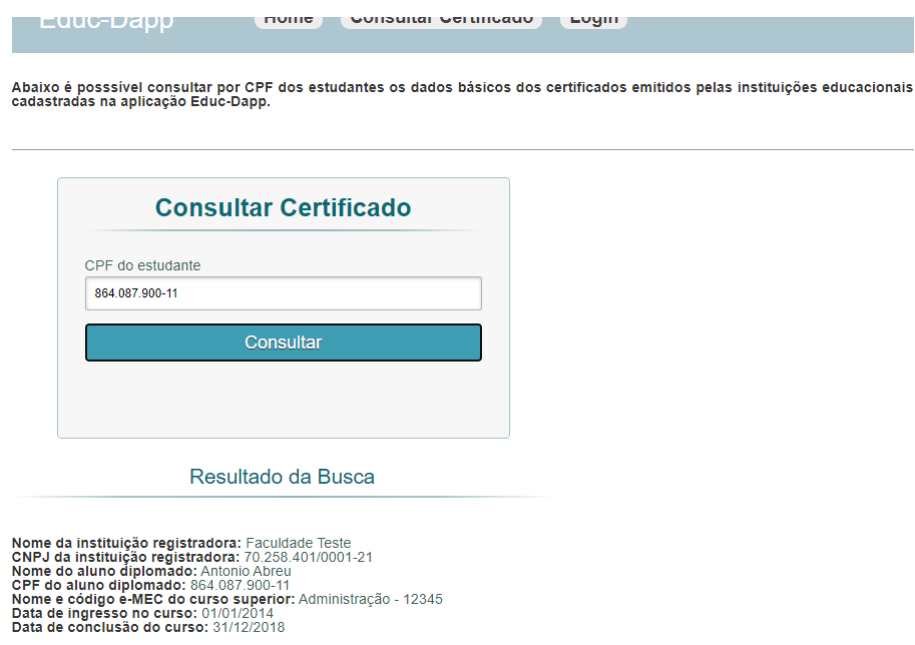 Educ-Dapp Home Consultar Certificado Login
Abaixo é posssível consultar por CPF dos estudantes os dados básicos dos certificados emitidos pelas instituições educacionais
cadastradas na aplicação Educ-Dapp.
Consultar Certificado
CPF do estudante
864.087.900-11
Consultar
Resultado da Busca
Nome da instituição registradora: Faculdade Teste
CNPJ da instituição registradora: 70.258.401/0001-21
Nome do aluno diplomado: Antonio Abreu
CPF do aluno diplomado: 864.087.900-11
Nome e código e-MEC do curso superior: Administração - 12345
Data de ingresso no curso: 01/01/2014
Data de conclusão do curso: 31/12/2018